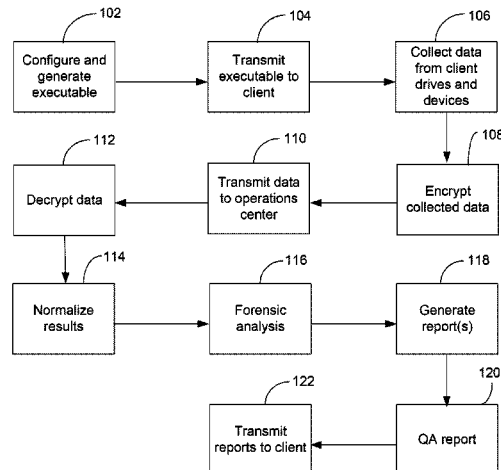 102
Configure and
generate
executable
104
Transmit
executable to
client
106
Collect data
from client
drives and
devices
108
Encrypt
collected data
110
Transmit data
to operations
center
112
Decrypt data
114
Normalize
results
116
Forensic
analysis
118
Generate
report(s)
120
QA report
122
Transmit
reports to client